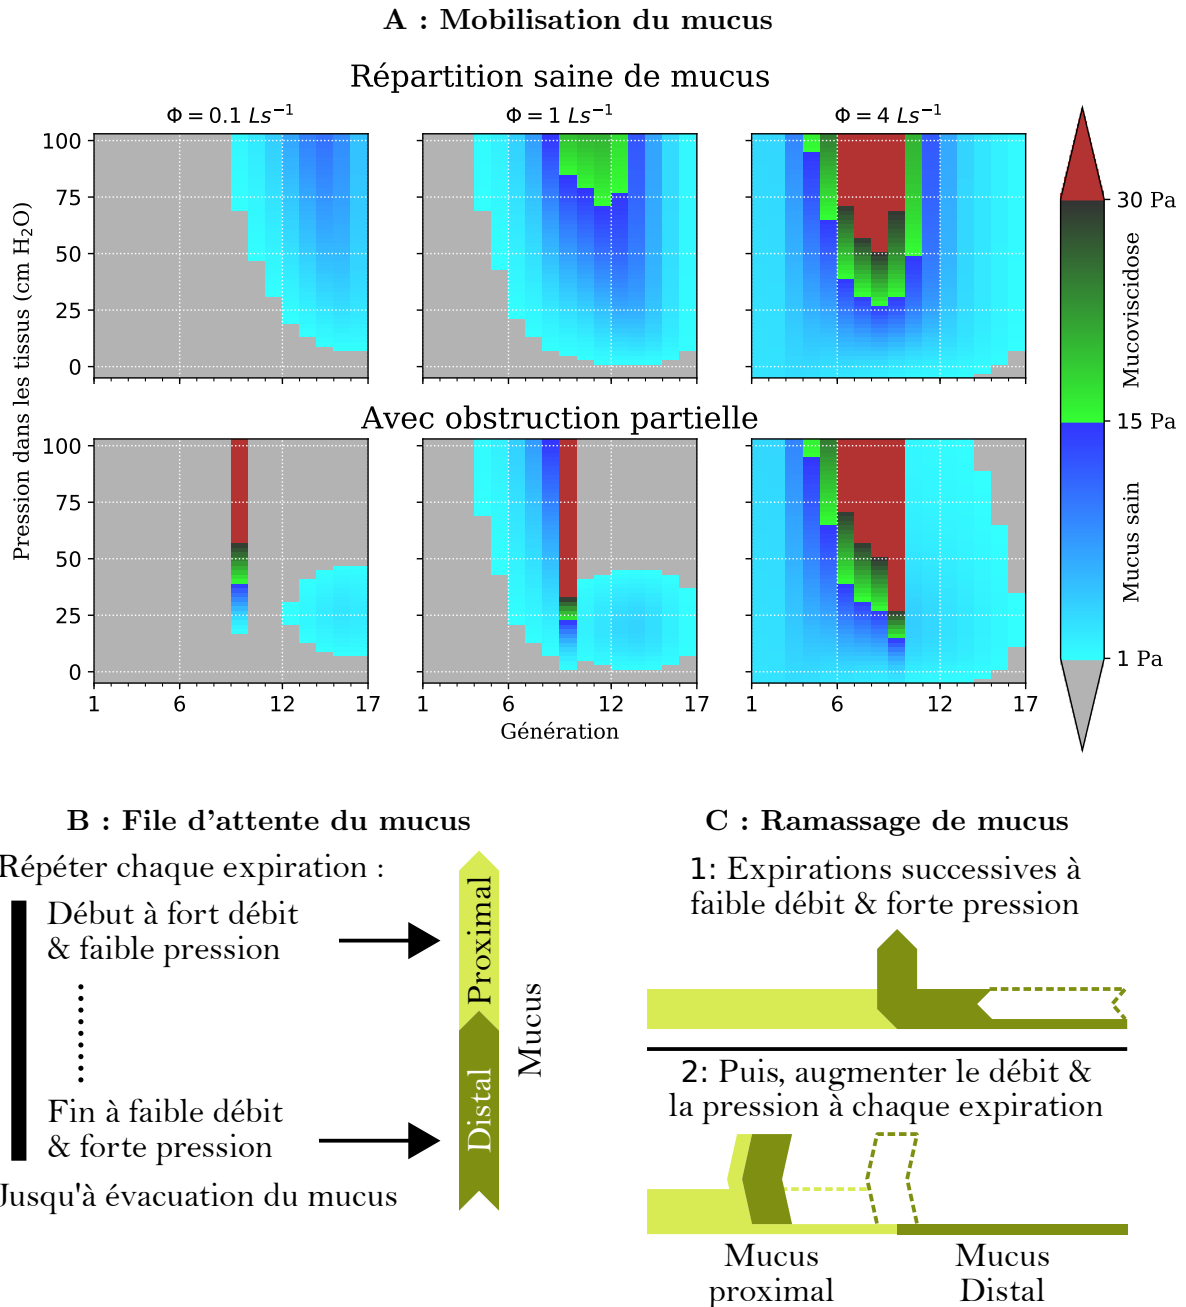 A : Mobilisation du mucus
Répartition saine de mucus
Φ = 0.1 Ls⁻¹
Φ = 1 Ls⁻¹
Φ = 4 Ls⁻¹
Pression dans les tissus (cm H₂O)
100
75
50
25
0
Avec obstruction partielle
100
75
50
25
0
1 6 12 17
1 6 12 17
1 6 12 17
Génération
30 Pa
Mucoviscidose
15 Pa
Mucus sain
1 Pa
B : File d'attente du mucus
Répéter chaque expiration :
Début à fort débit
& faible pression
Fin à faible débit
& forte pression
Jusqu'à évacuation du mucus
Proximal
Distal
Mucus
C : Ramassage de mucus
1: Expirations successives à
faible débit & forte pression
2: Puis, augmenter le débit &
la pression à chaque expiration
Mucus
proximal
Mucus
Distal